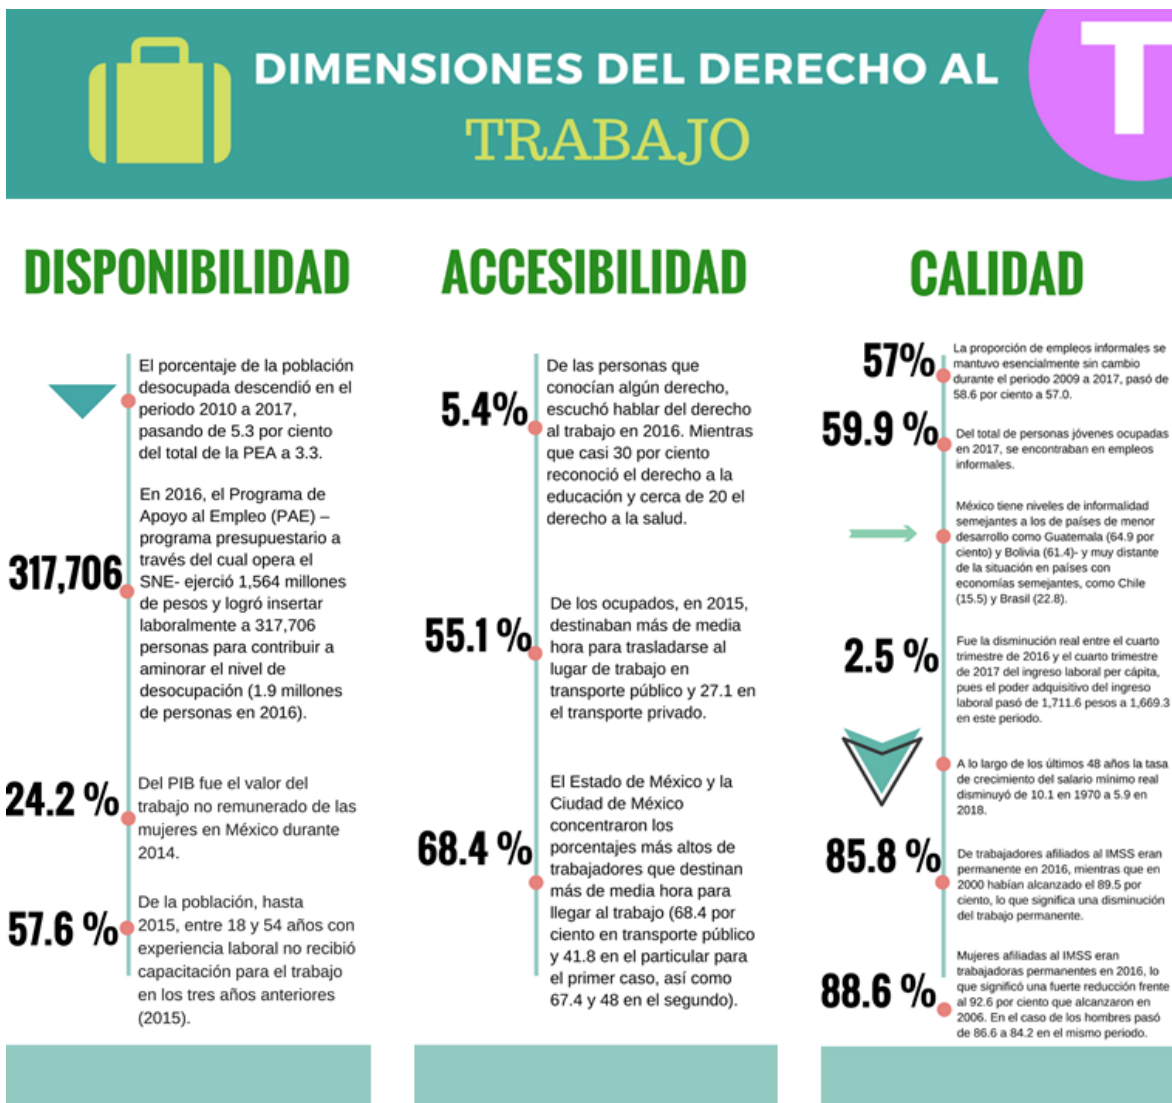 DIMENSIONES DEL DERECHO AL
TRABAJO
T
DISPONIBILIDAD
El porcentaje de la población
desocupada descendió en el
periodo 2010 a 2017,
pasando de 5.3 por ciento
del total de la PEA a 3.3.
317,706
En 2016, el Programa de
Apoyo al Empleo (PAE) –
programa presupuestario a
través del cual opera el
SNE- ejerció 1,564 millones
de pesos y logró insertar
laboralmente a 317,706
personas para contribuir a
aminorar el nivel de
desocupación (1.9 millones
de personas en 2016).
24.2 %
Del PIB fue el valor del
trabajo no remunerado de las
mujeres en México durante
2014.
57.6 %
De la población, hasta
2015, entre 18 y 54 años con
experiencia laboral no recibió
capacitación para el trabajo
en los tres años anteriores
(2015).
ACCESIBILIDAD
5.4%
De las personas que
conocían algún derecho,
escuchó hablar del derecho
al trabajo en 2016. Mientras
que casi 30 por ciento
reconoció el derecho a la
educación y cerca de 20 el
derecho a la salud.
55.1 %
De los ocupados, en 2015,
destinaban más de media
hora para trasladarse al
lugar de trabajo en
transporte público y 27.1 en
el transporte privado.
68.4 %
El Estado de México y la
Ciudad de México
concentraron los
porcentajes más altos de
trabajadores que destinan
más de media hora para
llegar al trabajo (68.4 por
ciento en transporte público
y 41.8 en el particular para
el primer caso, así como
67.4 y 48 en el segundo).
CALIDAD
57%
La proporción de empleos informales se
mantuvo esencialmente sin cambio
durante el periodo 2009 a 2017, pasó de
58.6 por ciento a 57.0.
59.9 %
Del total de personas jóvenes ocupadas
en 2017, se encontraban en empleos
informales.
México tiene niveles de informalidad
semejantes a los de países de menor
desarrollo como Guatemala (64.9 por
ciento) y Bolivia (61.4)- y muy distante
de la situación en países con
economías semejantes, como Chile
(15.5) y Brasil (22.8).
2.5 %
Fue la disminución real entre el cuarto
trimestre de 2016 y el cuarto trimestre
de 2017 del ingreso laboral per cápita,
pues el poder adquisitivo del ingreso
laboral pasó de 1,711.6 pesos a 1,669.3
en este periodo.
A lo largo de los últimos 48 años la tasa
de crecimiento del salario mínimo real
disminuyó de 10.1 en 1970 a 5.9 en
2018.
85.8 %
De trabajadores afiliados al IMSS eran
permanente en 2016, mientras que en
2000 habían alcanzado el 89.5 por
ciento, lo que significa una disminución
del trabajo permanente.
88.6 %
Mujeres afiliadas al IMSS eran
trabajadoras permanentes en 2016, lo
que significó una fuerte reducción frente
al 92.6 por ciento que alcanzaron en
2006. En el caso de los hombres pasó
de 86.6 a 84.2 en el mismo periodo.